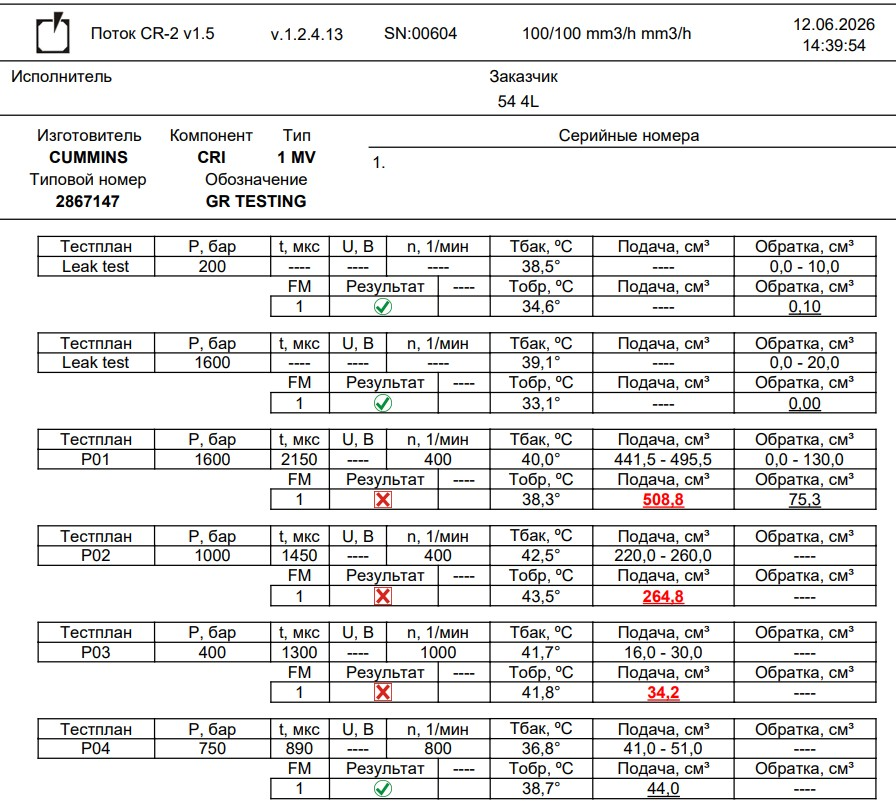 Поток CR-2 v1.5 v.1.2.4.13 SN:00604 100/100 mm3/h mm3/h 12.06.2026
14:39:54
Исполнитель Заказчик
54 4L
Изготовитель Компонент Тип Серийные номера
CUMMINS CRI 1 MV 1.
Типовой номер Обозначение
2867147 GR TESTING
Тестплан P, бар t, мкс U, В n, 1/мин Тбак, ºC Подача, см³ Обратка, см³
Leak test 200 ---- ---- ---- 38,5° ---- 0,0 - 10,0
FM Результат ---- Тобр, ºC Подача, см³ Обратка, см³
1 34,6° ---- 0,10
Тестплан P, бар t, мкс U, В n, 1/мин Тбак, ºC Подача, см³ Обратка, см³
Leak test 1600 ---- ---- ---- 39,1° ---- 0,0 - 20,0
FM Результат ---- Тобр, ºC Подача, см³ Обратка, см³
1 33,1° ---- 0,00
Тестплан P, бар t, мкс U, В n, 1/мин Тбак, ºC Подача, см³ Обратка, см³
P01 1600 2150 ---- 400 40,0° 441,5 - 495,5 0,0 - 130,0
FM Результат ---- Тобр, ºC Подача, см³ Обратка, см³
1 38,3° 508,8 75,3
Тестплан P, бар t, мкс U, В n, 1/мин Тбак, ºC Подача, см³ Обратка, см³
P02 1000 1450 ---- 400 42,5° 220,0 - 260,0 ----
FM Результат ---- Тобр, ºC Подача, см³ Обратка, см³
1 43,5° 264,8 ----
Тестплан P, бар t, мкс U, В n, 1/мин Тбак, ºC Подача, см³ Обратка, см³
P03 400 1300 ---- 1000 41,7° 16,0 - 30,0 ----
FM Результат ---- Тобр, ºC Подача, см³ Обратка, см³
1 41,8° 34,2 ----
Тестплан P, бар t, мкс U, В n, 1/мин Тбак, ºC Подача, см³ Обратка, см³
P04 750 890 ---- 800 36,8° 41,0 - 51,0 ----
FM Результат ---- Тобр, ºC Подача, см³ Обратка, см³
1 38,7° 44,0 ----